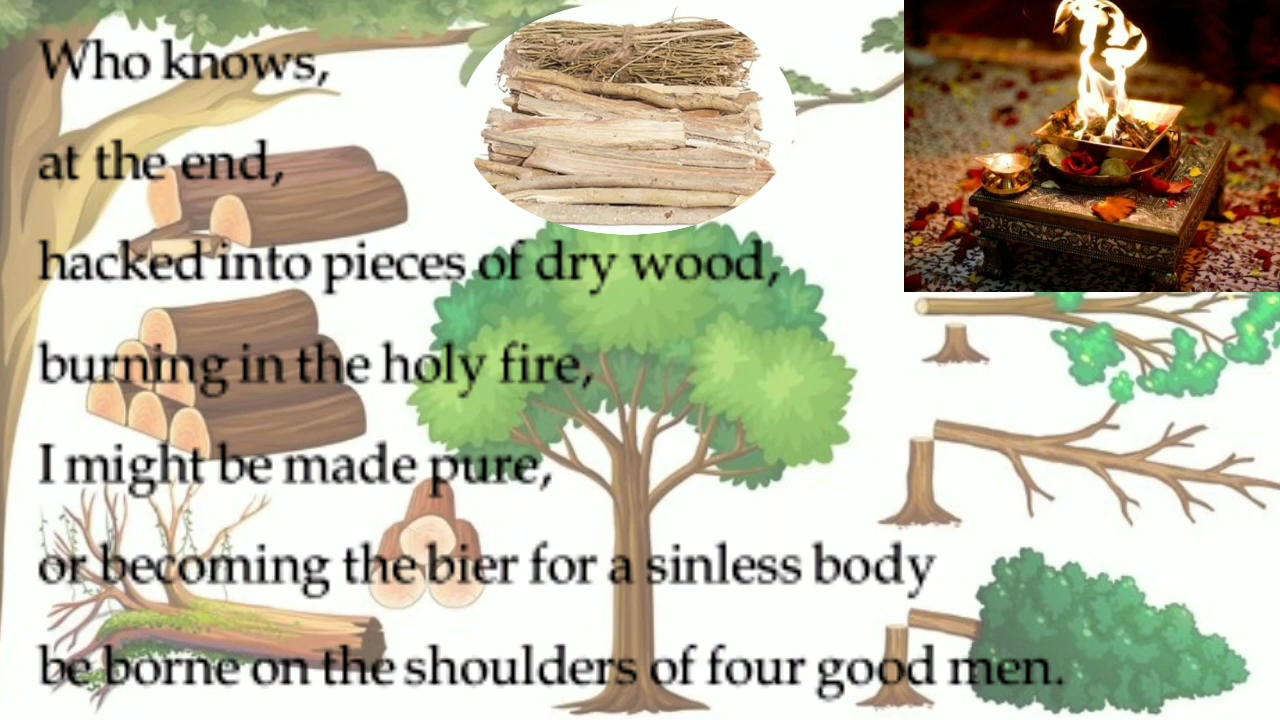 Who knows,
at the end,
hacked into pieces of dry wood,
burning in the holy fire,
I might be made pure,
or becoming the bier for a sinless body
be borne on the shoulders of four good men.